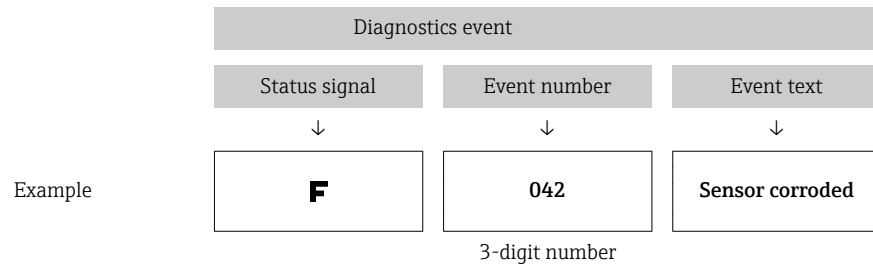 Diagnostics event
Status signal Event number Event text
↓ ↓ ↓
Example F 042 Sensor corroded
3-digit number